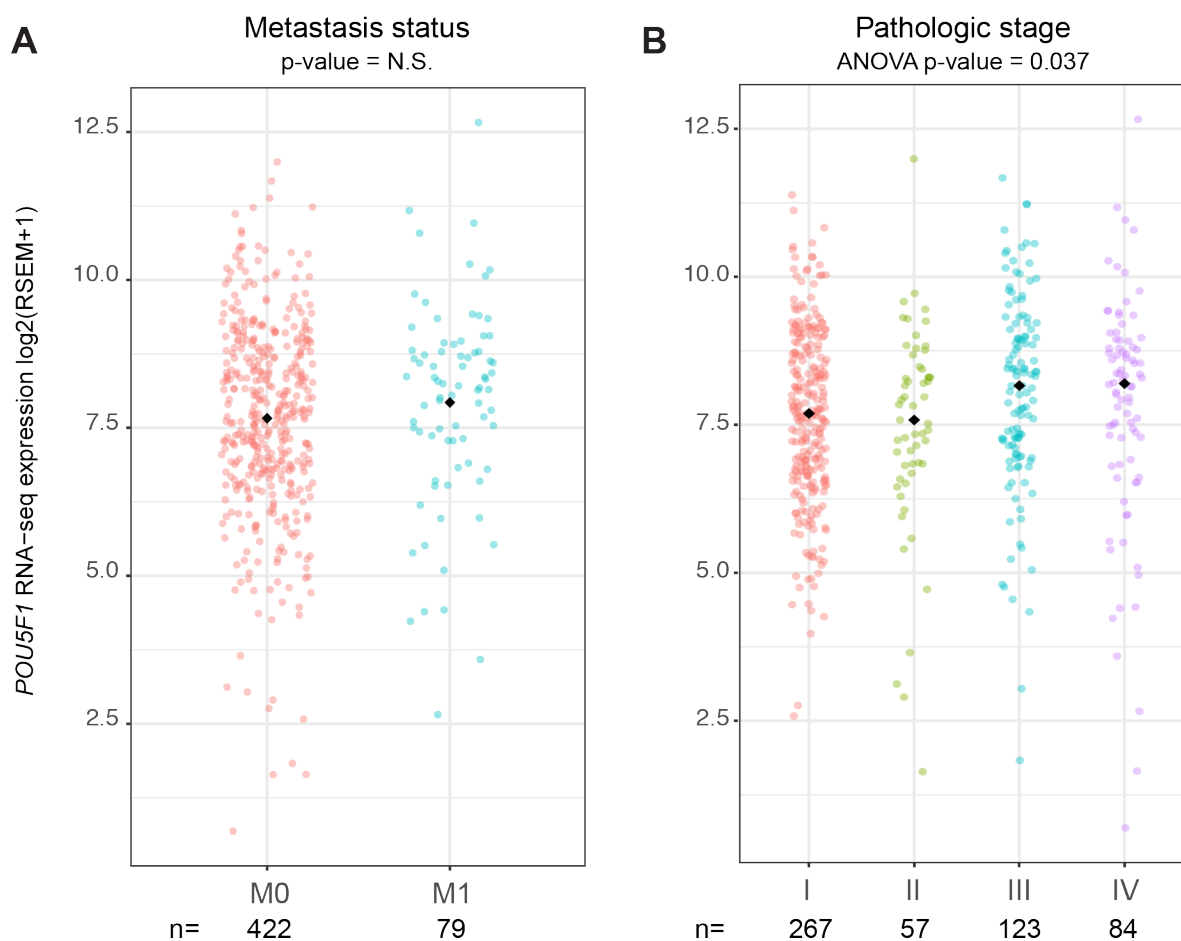 A
Metastasis status
p-value = N.S.
POU5F1 RNA−seq expression log2(RSEM+1)
12.5
10.0
7.5
5.0
2.5
M0 M1
n= 422 79
B
Pathologic stage
ANOVA p-value = 0.037
12.5
10.0
7.5
5.0
2.5
I II III IV
n= 267 57 123 84